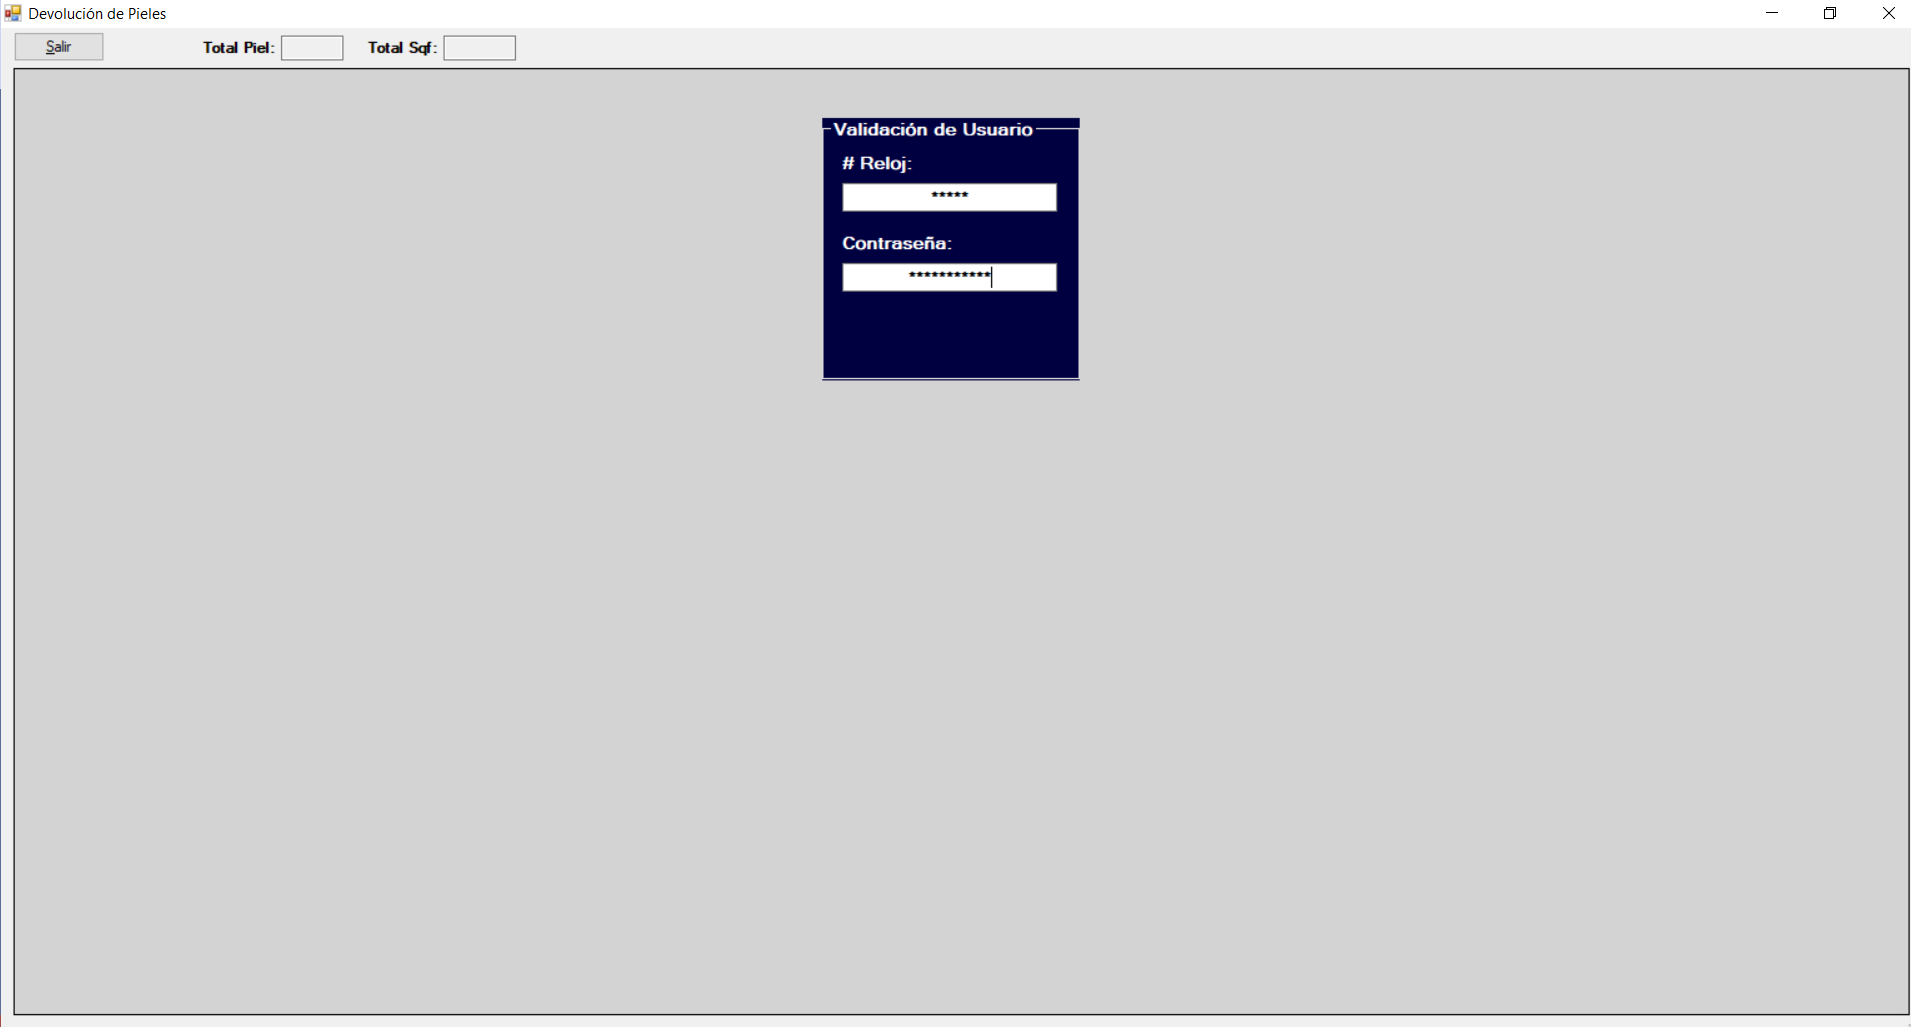 Devolución de Pieles
Salir Total Piel: Total Sqf:
Validación de Usuario
# Reloj:
*****
Contraseña:
***********